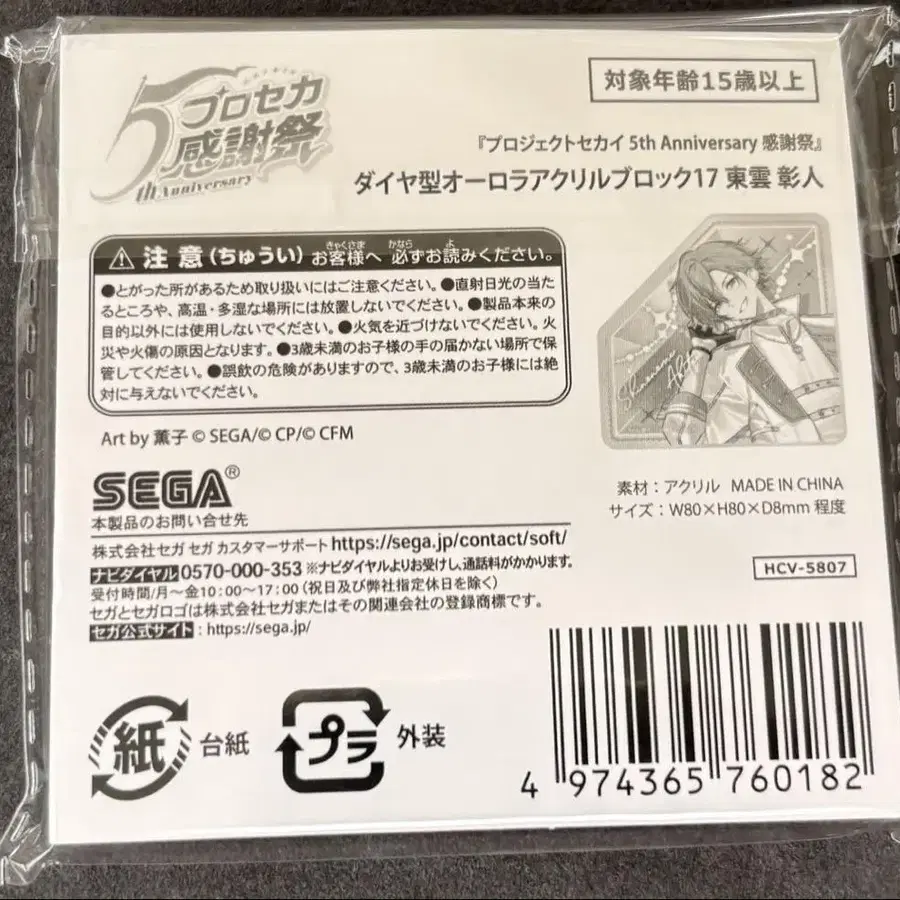 5th Anniversary
プロセカ
感謝祭
対象年齢15歳以上
『プロジェクトセカイ 5th Anniversary 感謝祭』
ダイヤ型オーロラアクリルブロック17 東雲 彰人
注意(ちゅうい) お客様へ 必ずお読みください。
きゃくさま かなら よ
●とがった所があるため取り扱いにはご注意ください。●直射日光の当た
るところや、高温・多湿な場所には放置しないでください。●製品本来の
目的以外には使用しないでください。●火気を近づけないでください。火
災や火傷の原因となります。●3歳未満のお子様の手の届かない場所で保
管してください。●誤飲の危険がありますので、3歳未満のお子様には絶
対に与えないでください。
Art by 薫子 © SEGA/© CP/© CFM
Shinonome
Akito
素材:アクリル MADE IN CHINA
サイズ:W80×H80×D8mm 程度
HCV-5807
SEGA®
本製品のお問い合せ先
株式会社セガ セガ カスタマーサポート https://sega.jp/contact/soft/
ナビダイヤル 0570-000-353 ※ナビダイヤルよりお受けし、通話料がかかります。
受付時間/月~金10:00~17:00(祝日及び弊社指定休日を除く)
セガとセガロゴは株式会社セガまたはその関連会社の登録商標です。
セガ公式サイト:https://sega.jp/
紙 台紙
プラ 外装
4 974365 760182